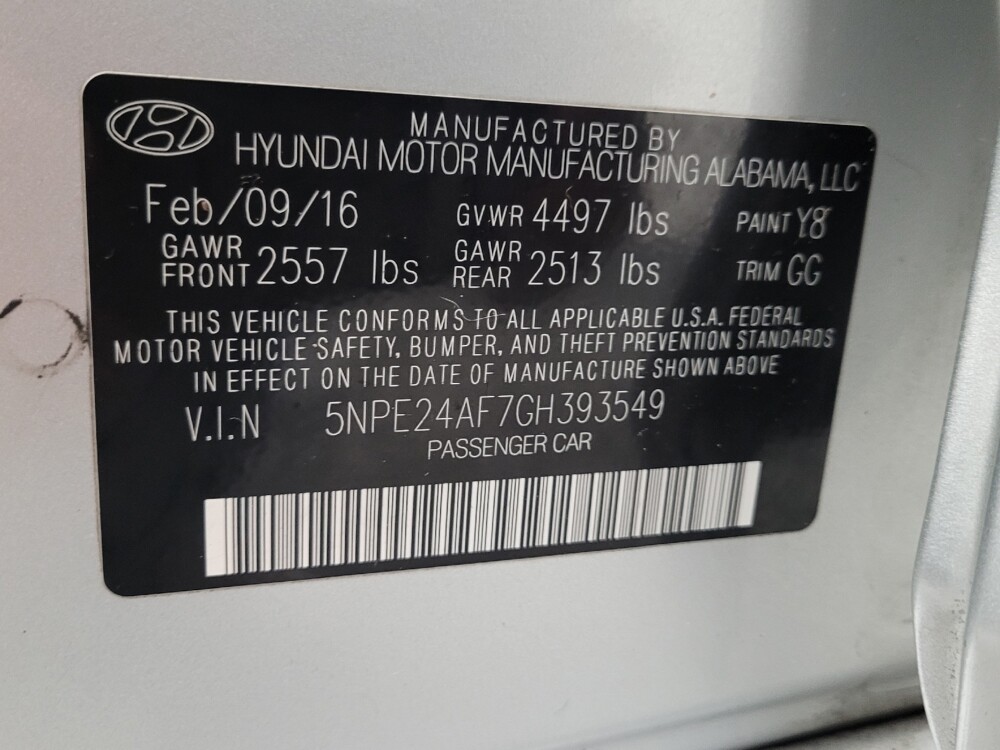 MANUFACTURED BY
HYUNDAI MOTOR MANUFACTURING ALABAMA, LLC
Feb/09/16 GVWR 4497 lbs PAINT Y8
GAWR FRONT 2557 lbs GAWR REAR 2513 lbs TRIM GG
THIS VEHICLE CONFORMS TO ALL APPLICABLE U.S.A. FEDERAL
MOTOR VEHICLE SAFETY, BUMPER, AND THEFT PREVENTION STANDARDS
IN EFFECT ON THE DATE OF MANUFACTURE SHOWN ABOVE
V.I.N 5NPE24AF7GH393549
PASSENGER CAR